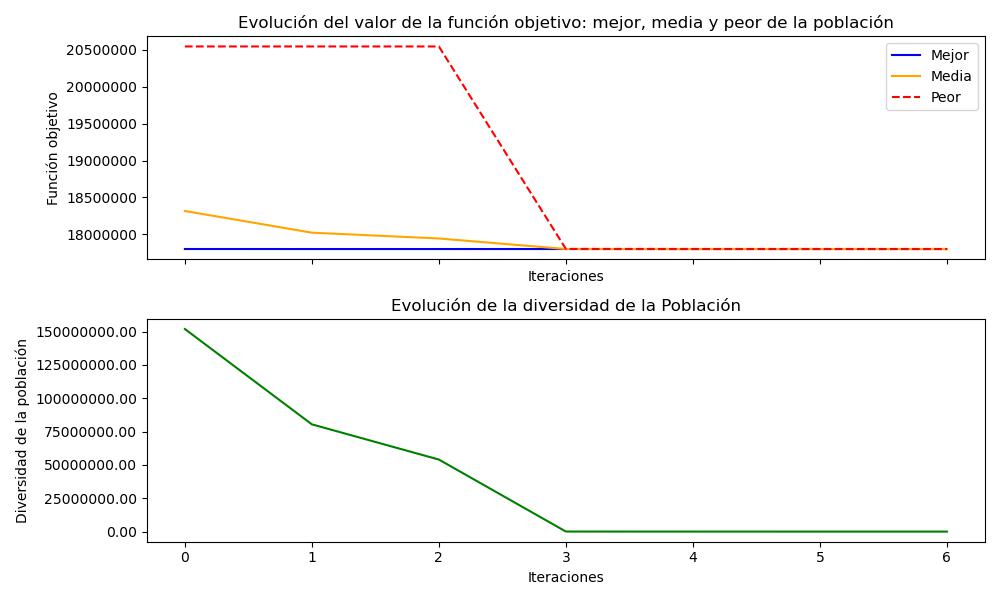 Evolución del valor de la función objetivo: mejor, media y peor de la población
Función objetivo
20500000
20000000
19500000
19000000
18500000
18000000
Mejor
Media
Peor
Iteraciones
Evolución de la diversidad de la Población
Diversidad de la población
150000000.00
125000000.00
100000000.00
75000000.00
50000000.00
25000000.00
0.00
0 1 2 3 4 5 6
Iteraciones